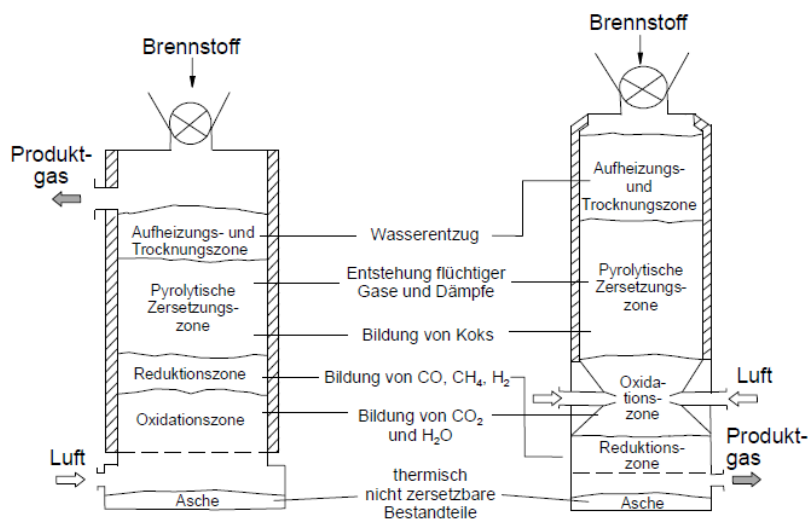 Brennstoff
Produkt-
gas
Aufheizungs- und
Trocknungszone
Pyrolytische
Zersetzungs-
zone
Reduktionszone
Oxidationszone
Luft
Asche
Wasserentzug
Entstehung flüchtiger
Gase und Dämpfe
Bildung von Koks
Bildung von CO, CH₄, H₂
Bildung von CO₂
und H₂O
thermisch
nicht zersetzbare
Bestandteile
Brennstoff
Aufheizungs-
und
Trocknungszone
Pyrolytische
Zersetzungs-
zone
Oxida-
tions-
zone
Luft
Reduktions-
zone
Produkt-
gas
Asche